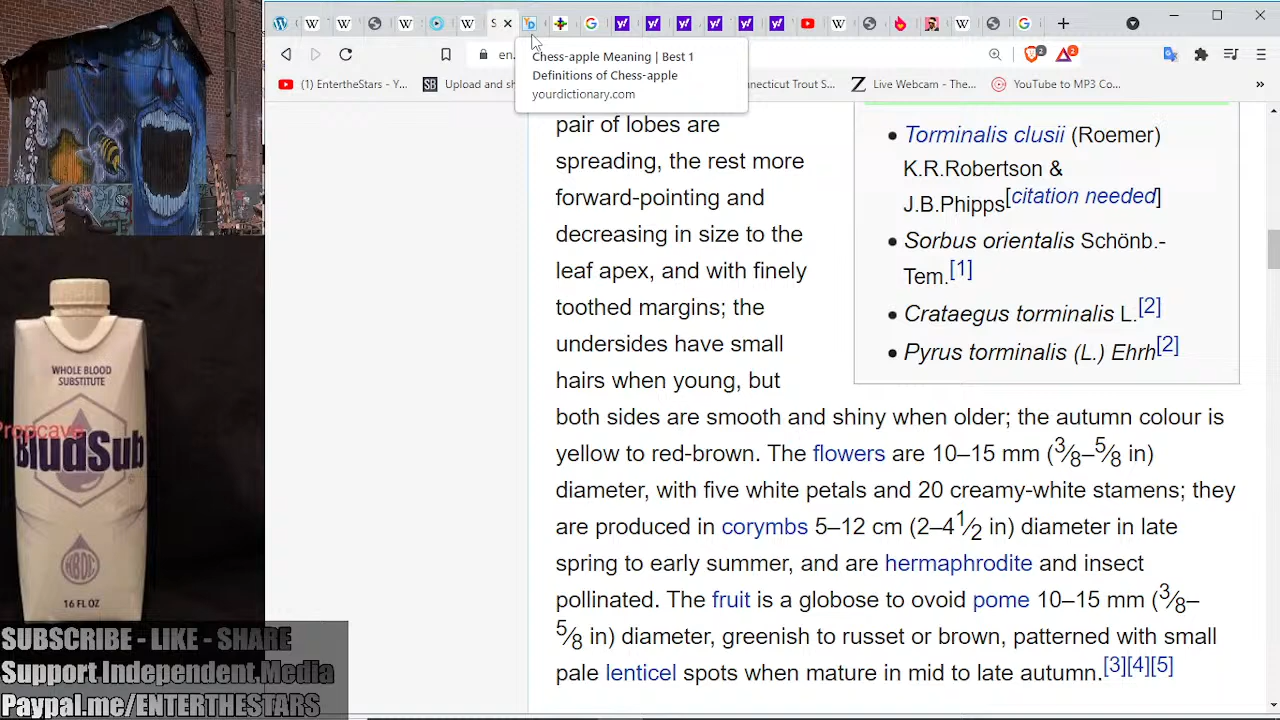 S
en.
Chess-apple Meaning | Best 1
Definitions of Chess-apple
yourdictionary.com
2
1
(1) EntertheStars - Y...
Upload and sh
nnecticut Trout S...
Live Webcam - The...
YouTube to MP3 Co...
pair of lobes are
spreading, the rest more
forward-pointing and
decreasing in size to the
leaf apex, and with finely
toothed margins; the
undersides have small
hairs when young, but
both sides are smooth and shiny when older; the autumn colour is
yellow to red-brown. The flowers are 10–15 mm (3⁄8–5⁄8 in)
diameter, with five white petals and 20 creamy-white stamens; they
are produced in corymbs 5–12 cm (2–4 1⁄2 in) diameter in late
spring to early summer, and are hermaphrodite and insect
pollinated. The fruit is a globose to ovoid pome 10–15 mm (3⁄8–
5⁄8 in) diameter, greenish to russet or brown, patterned with small
pale lenticel spots when mature in mid to late autumn.[3][4][5]
Torminalis clusii (Roemer)
K.R.Robertson &
J.B.Phipps[citation needed]
Sorbus orientalis Schönb.-
Tem.[1]
Crataegus torminalis L.[2]
Pyrus torminalis (L.) Ehrh[2]
WHOLE BLOOD
SUBSTITUTE
Propcave
BludSub
HBOC
16 FL OZ
SUBSCRIBE - LIKE - SHARE
Support Independent Media
Paypal.me/ENTERTHESTARS